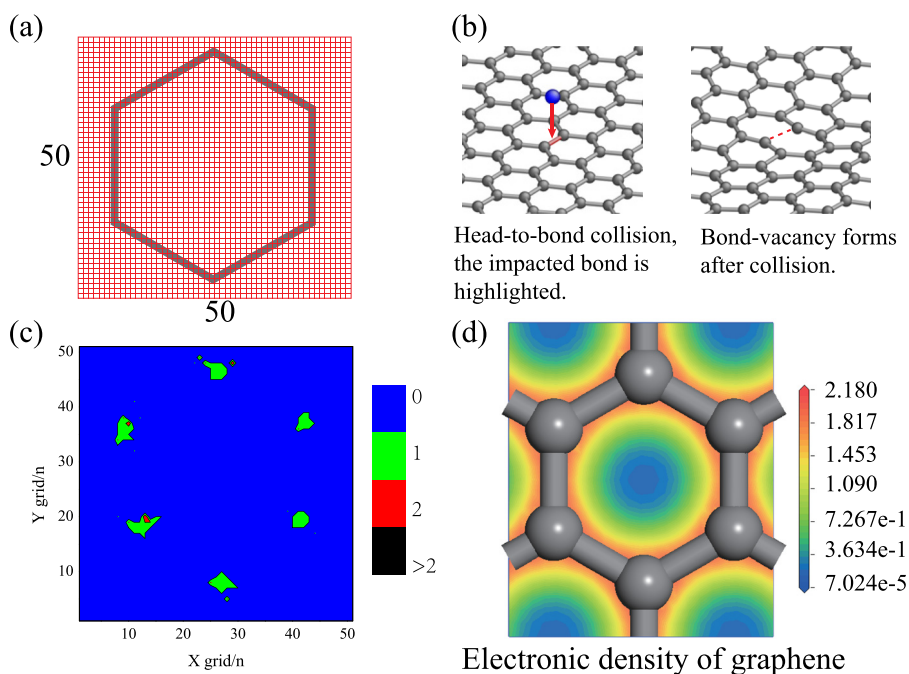 (a)
50
50
(b)
Head-to-bond collision,
the impacted bond is
highlighted.
Bond-vacancy forms
after collision.
(c)
Y grid/n
50
40
30
20
10
10
20
30
40
50
X grid/n
0
1
2
>2
(d)
2.180
1.817
1.453
1.090
7.267e-1
3.634e-1
7.024e-5
Electronic density of graphene